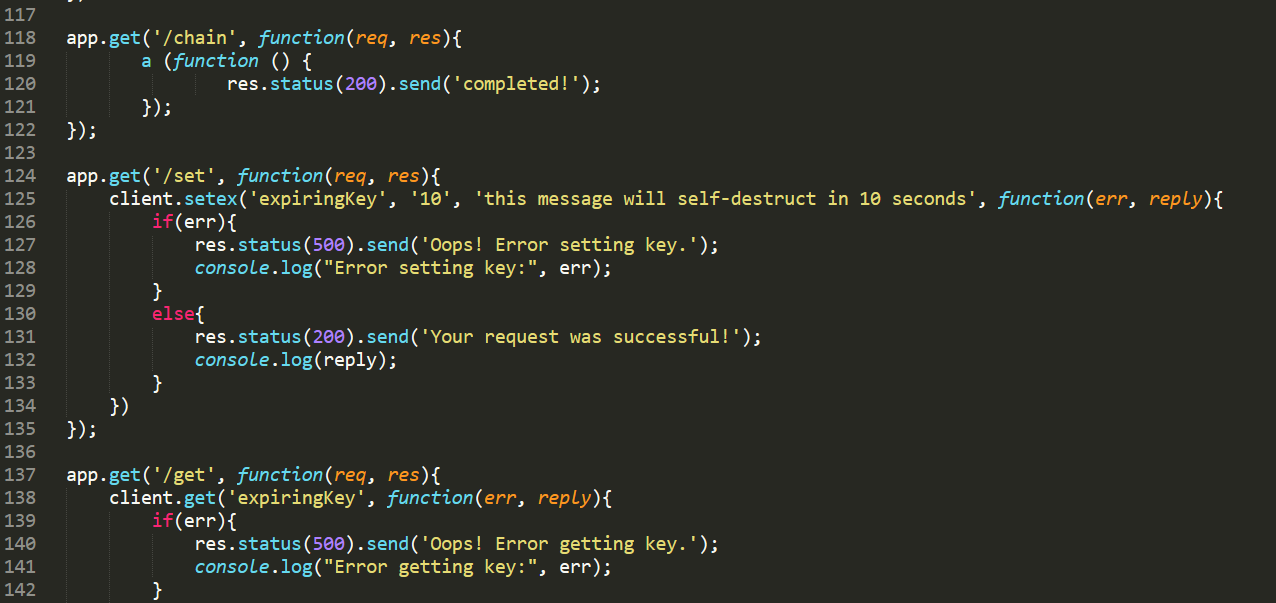 117
118 app.get('/chain', function(req, res){
119 a (function () {
120 res.status(200).send('completed!');
121 });
122 });
123
124 app.get('/set', function(req, res){
125 client.setex('expiringKey', '10', 'this message will self-destruct in 10 seconds', function(err, reply){
126 if(err){
127 res.status(500).send('Oops! Error setting key.');
128 console.log("Error setting key:", err);
129 }
130 else{
131 res.status(200).send('Your request was successful!');
132 console.log(reply);
133 }
134 })
135 });
136
137 app.get('/get', function(req, res){
138 client.get('expiringKey', function(err, reply){
139 if(err){
140 res.status(500).send('Oops! Error getting key.');
141 console.log("Error getting key:", err);
142 }